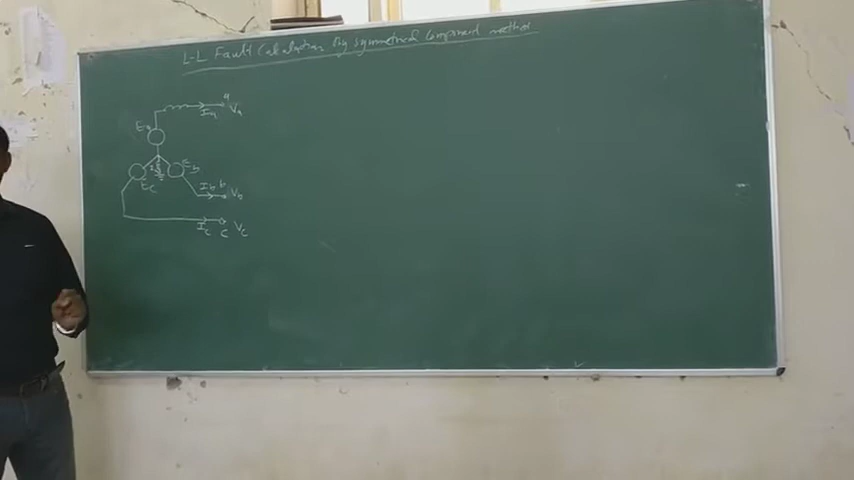 L-L Fault Calculation By Symmetrical Component method
a
Ea Ia Va
Eb
Ec Ib b Vb
Ic c Vc